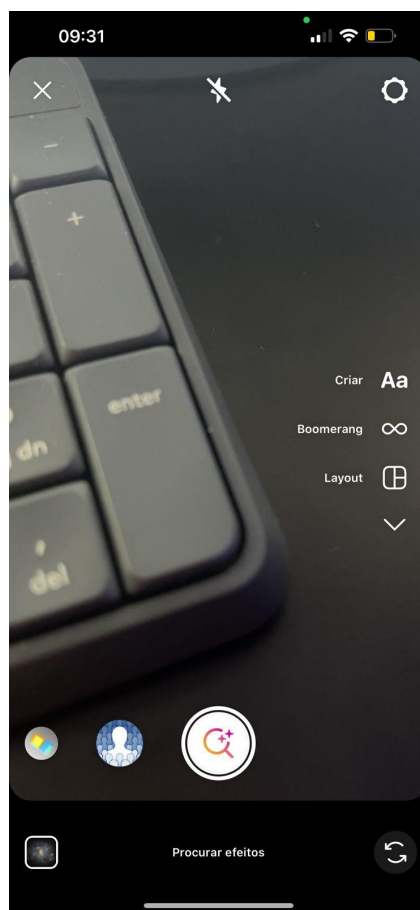 09:31
-
+
Criar Aa
enter
Boomerang
dn
Layout
del
Procurar efeitos